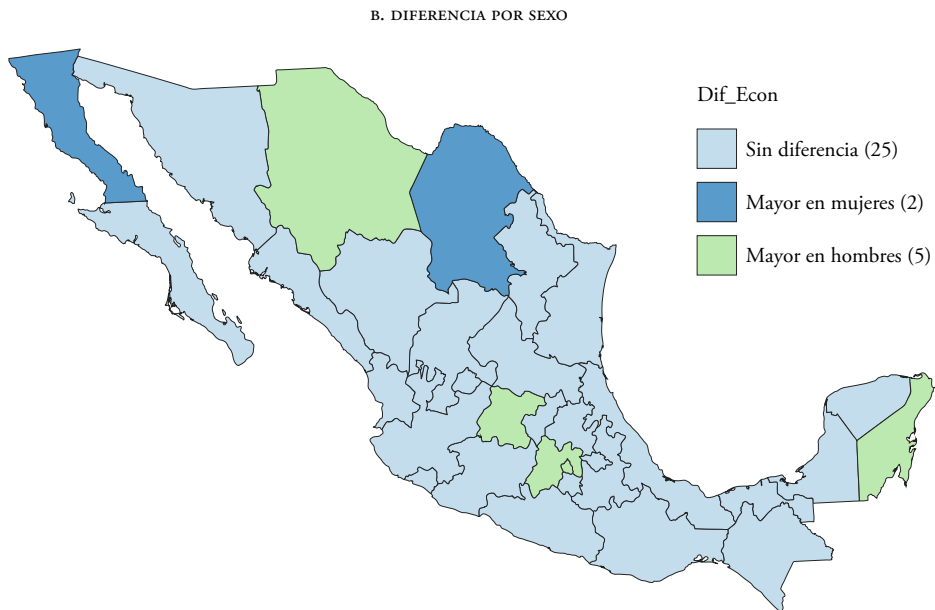 B. DIFERENCIA POR SEXO
Dif_Econ
Sin diferencia (25)
Mayor en mujeres (2)
Mayor en hombres (5)